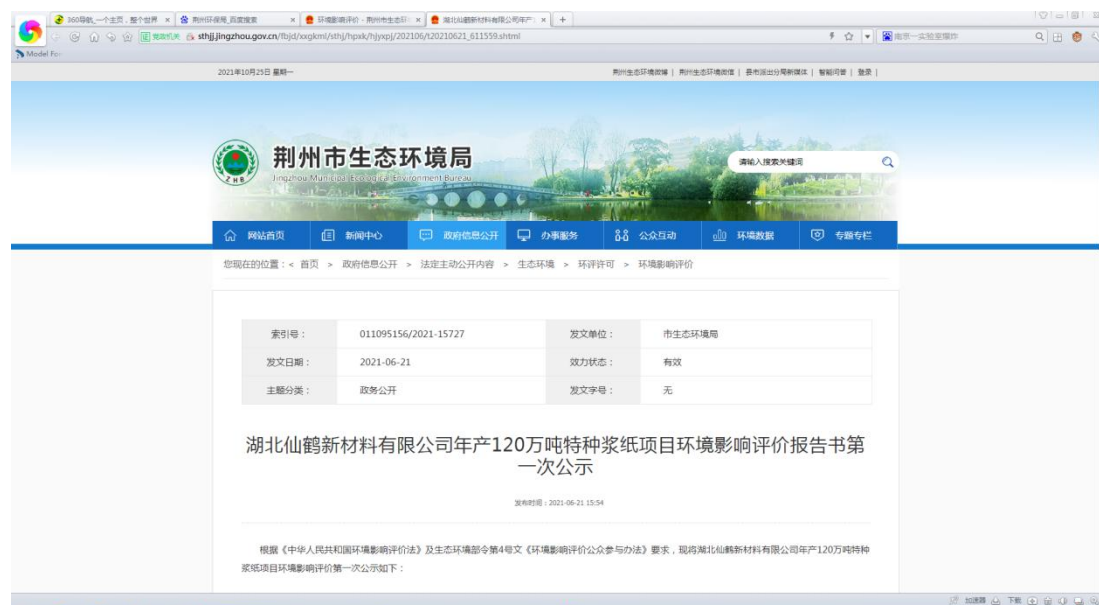 360导航_一个主页，整个世界 × 荆州环保局_百度搜索 × 环境影响评价 - 荆州市生态环 × 湖北仙鹤新材料有限公司年产 × +
党政机关 sthjj.jingzhou.gov.cn/fbjd/xxgkml/sthj/hpxk/hjyxpj/202106/t20210621_611559.shtml 南京一实验室爆炸
2021年10月25日 星期一 荆州生态环境微博 | 荆州生态环境微信 | 县市派出分局新媒体 | 智能问答 | 登录 |
荆州市生态环境局
Jingzhou Municipal Ecological Environment Bureau
ZHB
请输入搜索关键词
网站首页 新闻中心 政府信息公开 办事服务 公众互动 环境数据 专题专栏
您现在的位置：< 首页 > 政府信息公开 > 法定主动公开内容 > 生态环境 > 环评许可 > 环境影响评价
索引号： 011095156/2021-15727 发文单位： 市生态环境局
发文日期： 2021-06-21 效力状态： 有效
主题分类： 政务公开 发文字号： 无
湖北仙鹤新材料有限公司年产120万吨特种浆纸项目环境影响评价报告书第
一次公示
发布时间：2021-06-21 15:54
根据《中华人民共和国环境影响评价法》及生态环境部令第4号文《环境影响评价公众参与办法》要求，现将湖北仙鹤新材料有限公司年产120万吨特种
浆纸项目环境影响评价第一次公示如下：
加速器 下载